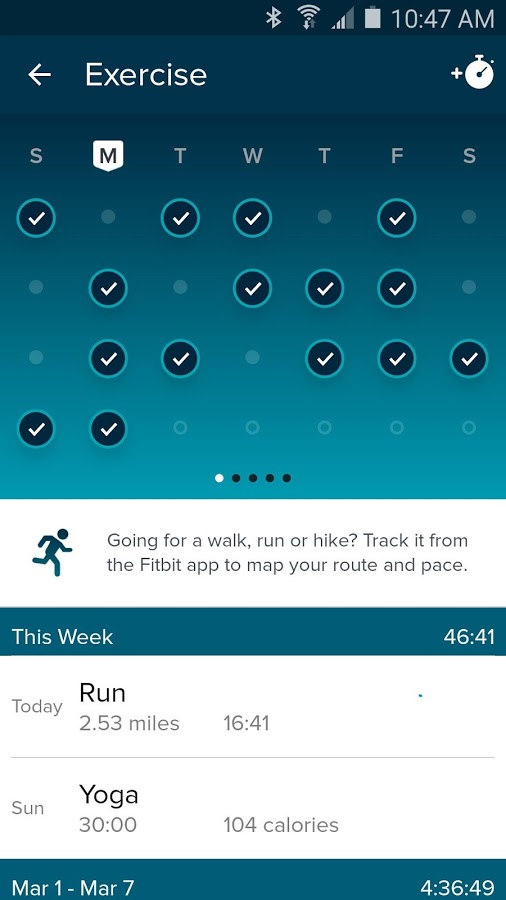 10:47 AM
Exercise
+
S M T W T F S
Going for a walk, run or hike? Track it from
the Fitbit app to map your route and pace.
This Week 46:41
Today Run
2.53 miles 16:41
Sun Yoga
30:00 104 calories
Mar 1 - Mar 7 4:36:49